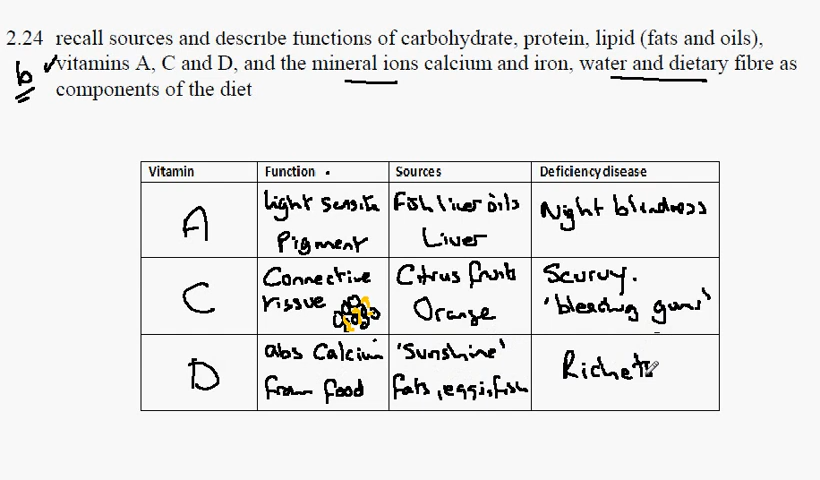 2.24 recall sources and describe functions of carbohydrate, protein, lipid (fats and oils),
b ✓vitamins A, C and D, and the mineral ions calcium and iron, water and dietary fibre as
components of the diet
Vitamin Function Sources Deficiency disease
A
Light Sensite
Pigment
Fish liver oils
Liver
Night blindness
C
Connective
tissue
Citrus fruits
Orange
Scurvy.
'bleeding gums'
D
abs Calcium
from food
'Sunshine'
fats, eggs, fish
Rickets